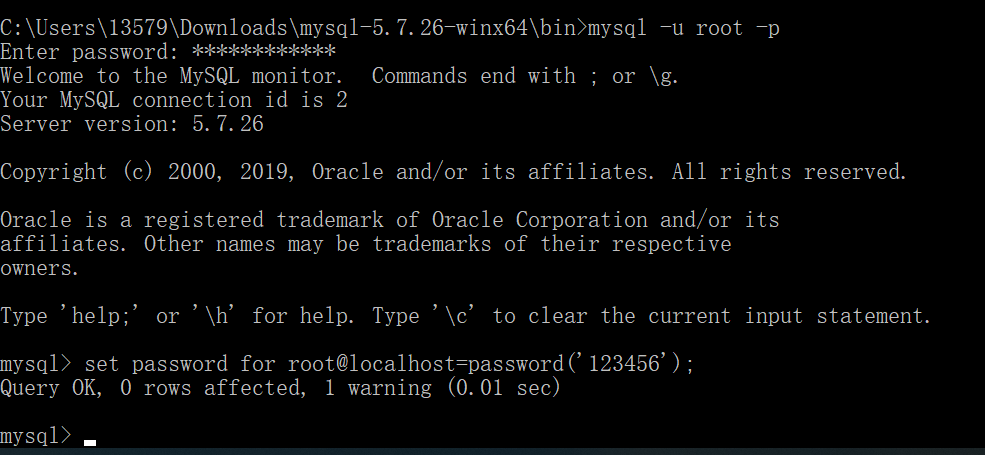 C:\Users\13579\Downloads\mysql-5.7.26-winx64\bin>mysql -u root -p
Enter password: ************
Welcome to the MySQL monitor.  Commands end with ; or \g.
Your MySQL connection id is 2
Server version: 5.7.26
Copyright (c) 2000, 2019, Oracle and/or its affiliates. All rights reserved.
Oracle is a registered trademark of Oracle Corporation and/or its
affiliates. Other names may be trademarks of their respective
owners.
Type 'help;' or '\h' for help. Type '\c' to clear the current input statement.
mysql> set password for root@localhost=password('123456');
Query OK, 0 rows affected, 1 warning (0.01 sec)
mysql>